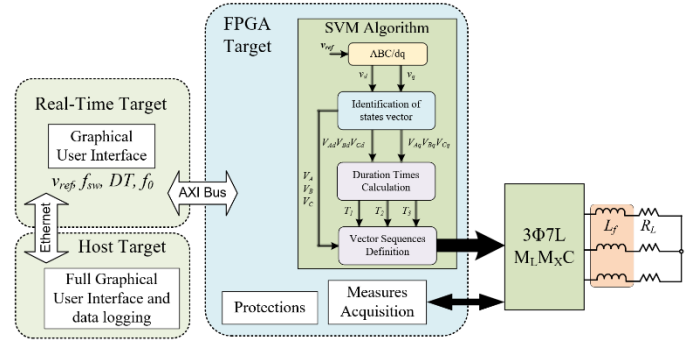 FPGA
Target
SVM Algorithm
v_ref
ABC/dq
v_d
v_q
Identification of
states vector
V_Ad V_Bd V_Cd
V_Aq V_Bq V_Cq
V_A
V_B
V_C
Duration Times
Calculation
T_1
T_2
T_3
Vector Sequences
Definition
Protections
Measures
Acquisition
Real-Time Target
Graphical
User Interface
v_ref, f_sw, DT, f_0
AXI Bus
Ethernet
Host Target
Full Graphical
User Interface and
data logging
3Φ7L
M_LM_XC
L_f
R_L